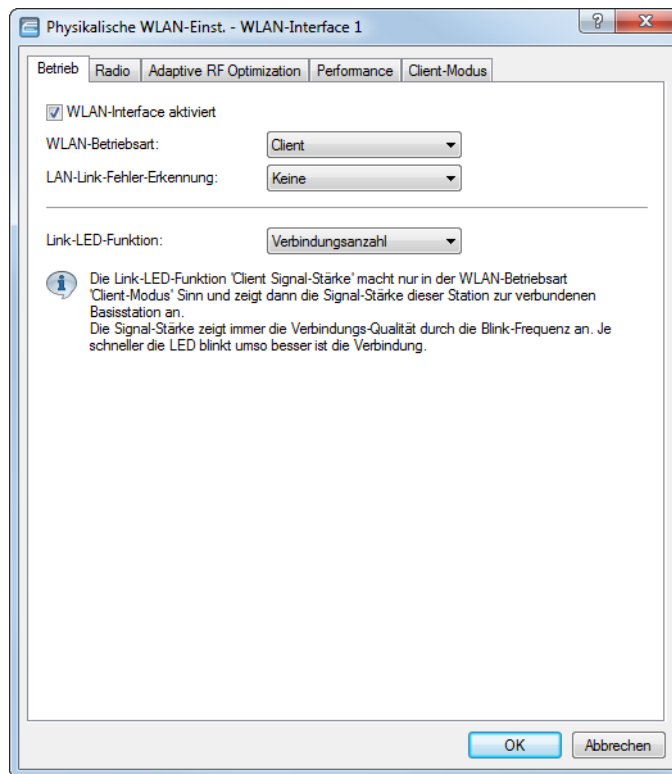 Physikalische WLAN-Einst. - WLAN-Interface 1
Betrieb Radio Adaptive RF Optimization Performance Client-Modus
WLAN-Interface aktiviert
WLAN-Betriebsart: Client
LAN-Link-Fehler-Erkennung: Keine
Link-LED-Funktion: Verbindungsanzahl
Die Link-LED-Funktion 'Client Signal-Stärke' macht nur in der WLAN-Betriebsart
'Client-Modus' Sinn und zeigt dann die Signal-Stärke dieser Station zur verbundenen
Basisstation an.
Die Signal-Stärke zeigt immer die Verbindungs-Qualität durch die Blink-Frequenz an. Je
schneller die LED blinkt umso besser ist die Verbindung.
OK Abbrechen